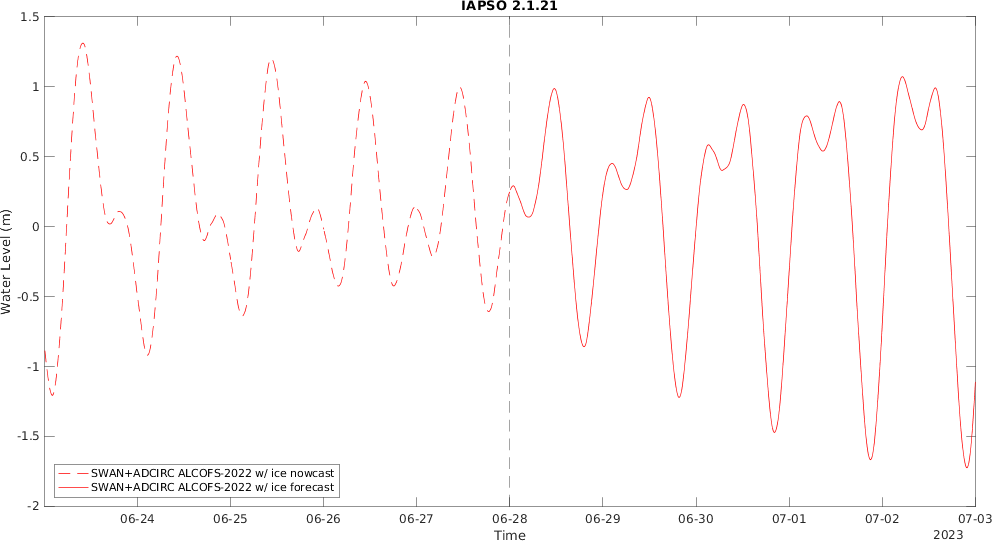 IAPSO 2.1.21
1.5
1
0.5
0
-0.5
-1
-1.5
-2
Water Level (m)
SWAN+ADCIRC ALCOFS-2022 w/ ice nowcast
SWAN+ADCIRC ALCOFS-2022 w/ ice forecast
06-24 06-25 06-26 06-27 06-28 06-29 06-30 07-01 07-02 07-03
Time
2023